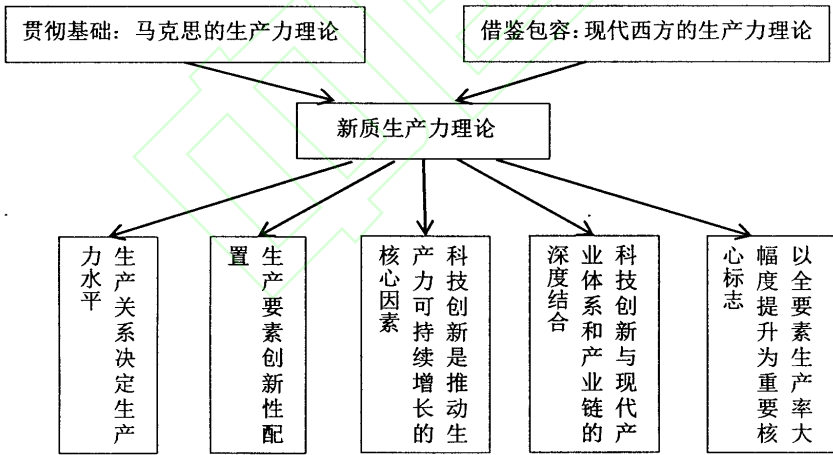 贯彻基础：马克思的生产力理论
借鉴包容：现代西方的生产力理论
新质生产力理论
生产关系决定生产
力水平
生产要素创新性配
置
科技创新是推动生
产力可持续增长的
核心因素
科技创新与现代产
业体系和产业链的
深度结合
以全要素生产率大
幅度提升为重要核
心标志